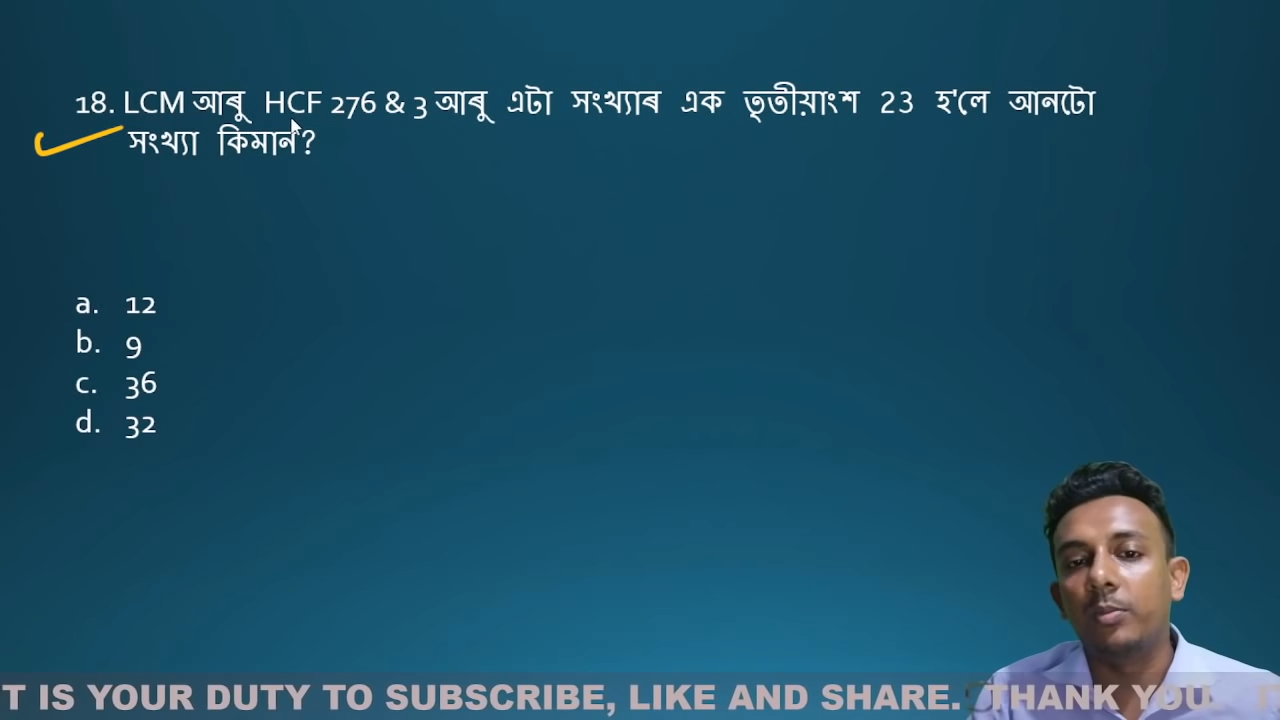 18. LCM আৰু HCF 276 & 3 আৰু এটা সংখ্যাৰ এক তৃতীয়াংশ 23 হ'লে আনটো
সংখ্যা কিমান?
a. 12
b. 9
c. 36
d. 32
T IS YOUR DUTY TO SUBSCRIBE, LIKE AND SHARE. THANK YOU